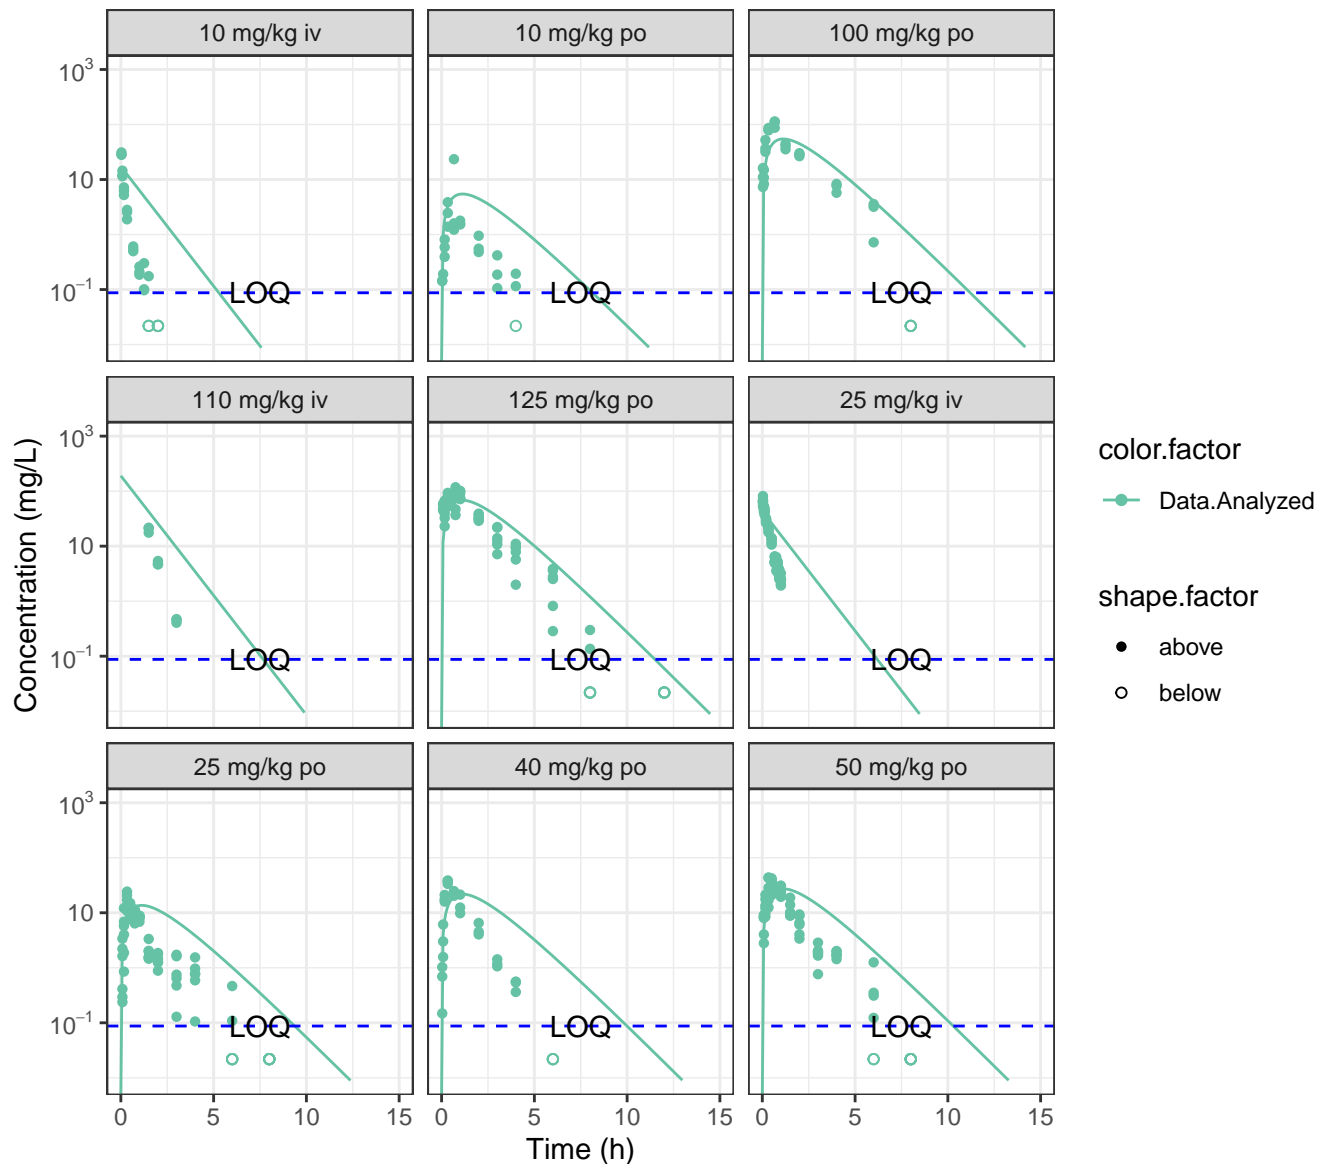 10 mg/kg iv
10 mg/kg po
100 mg/kg po
10³
10
10⁻¹
LOQ
LOQ
LOQ
110 mg/kg iv
125 mg/kg po
25 mg/kg iv
10³
10
10⁻¹
LOQ
LOQ
LOQ
25 mg/kg po
40 mg/kg po
50 mg/kg po
10³
10
10⁻¹
LOQ
LOQ
LOQ
0 5 10 15
0 5 10 15
0 5 10 15
Time (h)
Concentration (mg/L)
color.factor
Data.Analyzed
shape.factor
above
below